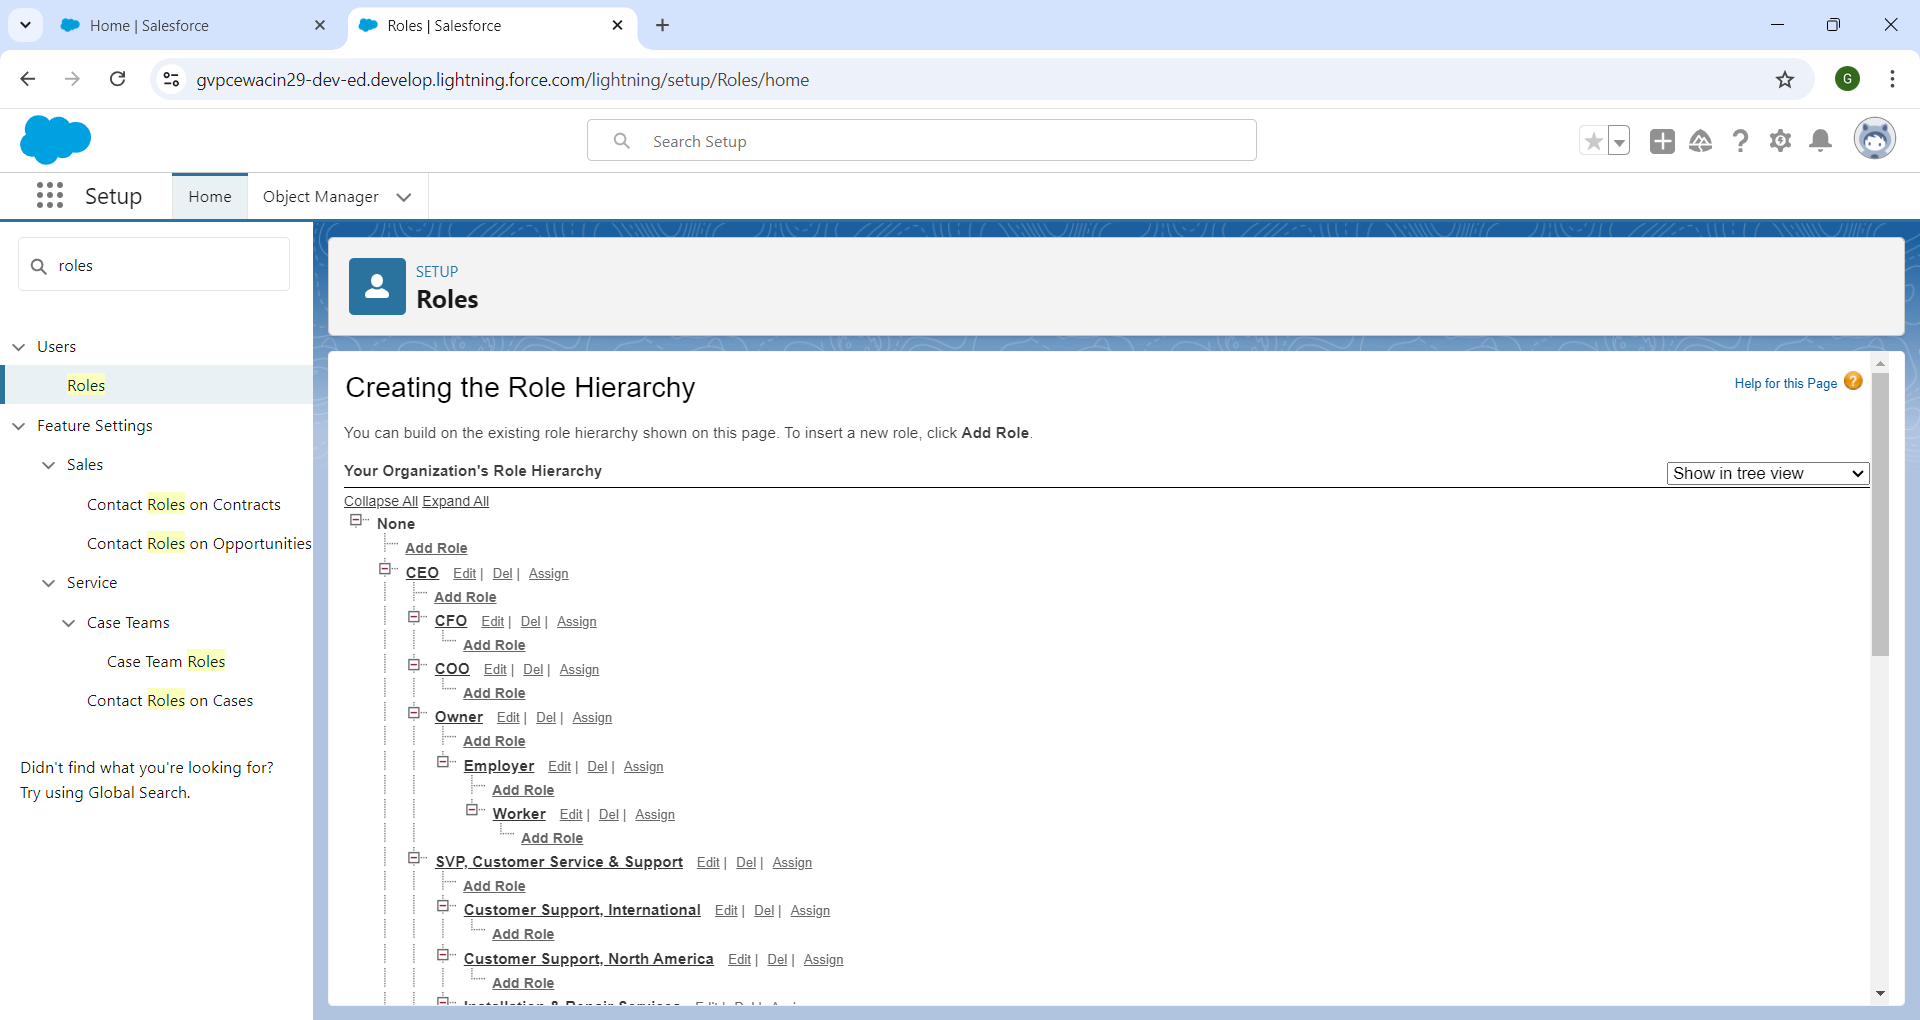 Home | Salesforce
Roles | Salesforce
gvpcewacin29-dev-ed.develop.lightning.force.com/lightning/setup/Roles/home
G
Search Setup
Setup
Home
Object Manager
roles
Users
Roles
Feature Settings
Sales
Contact Roles on Contracts
Contact Roles on Opportunities
Service
Case Teams
Case Team Roles
Contact Roles on Cases
Didn't find what you're looking for?
Try using Global Search.
SETUP
Roles
Creating the Role Hierarchy
Help for this Page ?
You can build on the existing role hierarchy shown on this page. To insert a new role, click Add Role.
Your Organization's Role Hierarchy
Show in tree view
Collapse All Expand All
None
Add Role
CEO Edit | Del | Assign
Add Role
CFO Edit | Del | Assign
Add Role
COO Edit | Del | Assign
Add Role
Owner Edit | Del | Assign
Add Role
Employer Edit | Del | Assign
Add Role
Worker Edit | Del | Assign
Add Role
SVP, Customer Service & Support Edit | Del | Assign
Add Role
Customer Support, International Edit | Del | Assign
Add Role
Customer Support, North America Edit | Del | Assign
Add Role
Installation & Repair Services Edit | Del | Assign